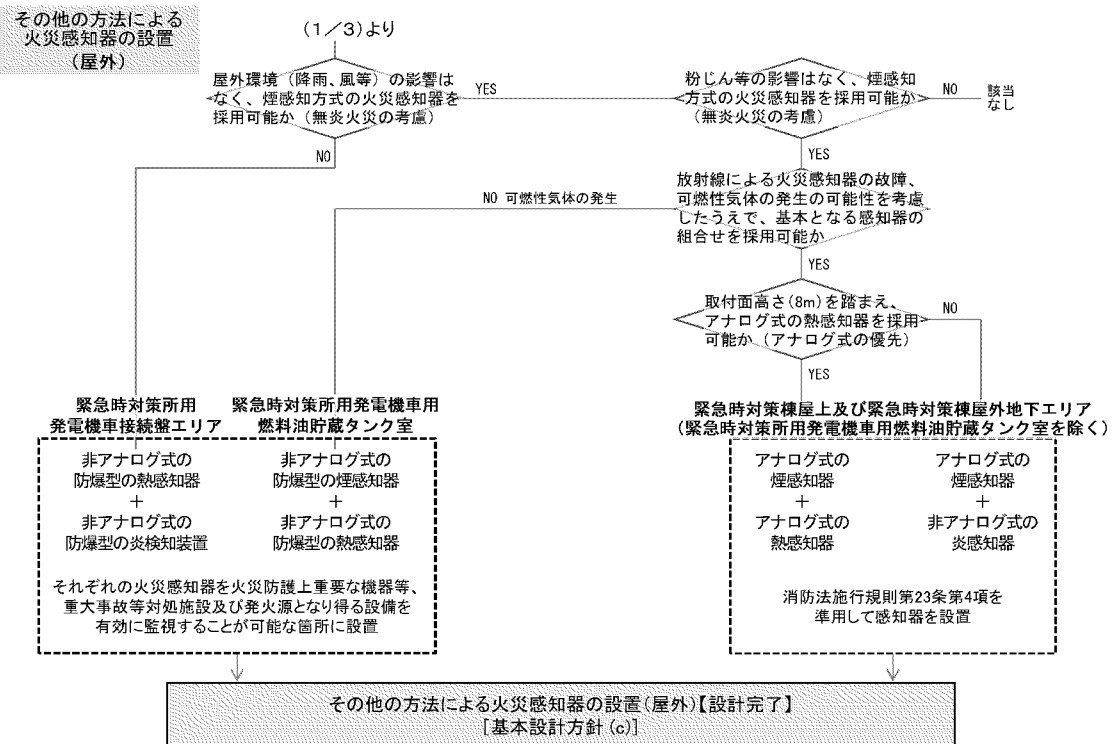 その他の方法による
火災感知器の設置
(屋外)
(1/3)より
屋外環境(降雨、風等)の影響は
なく、煙感知方式の火災感知器を
採用可能か(無炎火災の考慮)
YES
粉じん等の影響はなく、煙感知
方式の火災感知器を採用可能か
(無炎火災の考慮)
NO
該当
なし
NO
YES
放射線による火災感知器の故障、
可燃性気体の発生の可能性を考慮
したうえで、基本となる感知器の
組合せを採用可能か
NO 可燃性気体の発生
YES
取付面高さ(8m)を踏まえ、
アナログ式の熱感知器を採用
可能か(アナログ式の優先)
NO
YES
緊急時対策所用
発電機車接続盤エリア
緊急時対策所用発電機車用
燃料油貯蔵タンク室
緊急時対策棟屋上及び緊急時対策棟屋外地下エリア
(緊急時対策所用発電機車用燃料油貯蔵タンク室を除く)
非アナログ式の
防爆型の熱感知器
+
非アナログ式の
防爆型の炎検知装置
非アナログ式の
防爆型の煙感知器
+
非アナログ式の
防爆型の熱感知器
それぞれの火災感知器を火災防護上重要な機器等、
重大事故等対処施設及び発火源となり得る設備を
有効に監視することが可能な箇所に設置
アナログ式の
煙感知器
+
アナログ式の
熱感知器
アナログ式の
煙感知器
+
非アナログ式の
炎感知器
消防法施行規則第23条第4項を
準用して感知器を設置
その他の方法による火災感知器の設置(屋外)【設計完了】
[基本設計方針(c)]